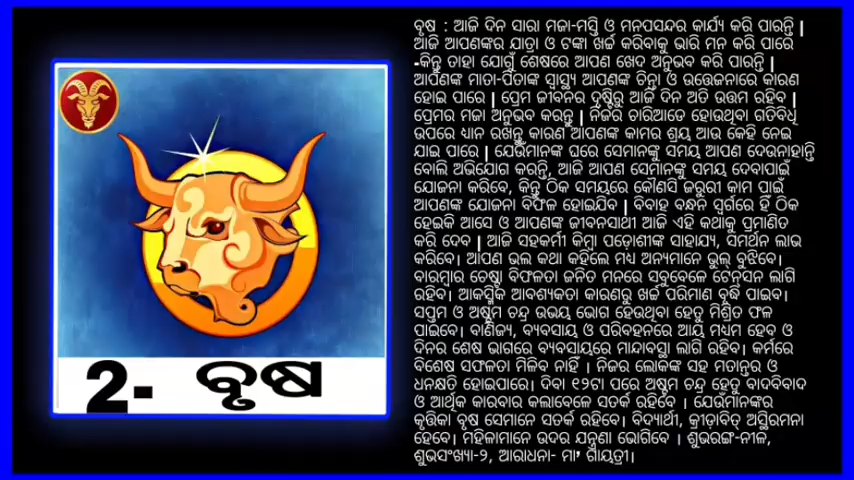 2- ବୃଷ
ବୃଷ : ଆଜି ଦିନ ସାରା ମଜା-ମସ୍ତି ଓ ମନପସନ୍ଦର କାର୍ଯ୍ୟ କରି ପାରନ୍ତି |
ଆଜି ଆପଣଙ୍କର ଯାତ୍ରା ଓ ଟଙ୍କା ଖର୍ଚ୍ଚ କରିବାକୁ ଭାରି ମନ କରି ପାରେ
-କିନ୍ତୁ ତାହା ଯୋଗୁଁ ଶେଷରେ ଆପଣ ଖେଦ ଅନୁଭବ କରି ପାରନ୍ତି |
ଆପଣଙ୍କ ମାତା-ପିତାଙ୍କ ସ୍ୱାସ୍ଥ୍ୟ ଆପଣଙ୍କ ଚିନ୍ତା ଓ ଉତ୍ତେଜନାରେ କାରଣ
ହୋଇ ପାରେ | ପ୍ରେମ ଜୀବନର ଦୃଷ୍ଟିରୁ ଆଜି ଦିନ ଅତି ଉତ୍ତମ ରହିବ |
ପ୍ରେମର ମଜା ଅନୁଭବ କରନ୍ତୁ | ନିଜର ଚାରିଆଡେ ହୋଉଥିବା ଗତିବିଧି
ଉପରେ ଧ୍ୟାନ ରଖନ୍ତୁ କାରଣ ଆପଣଙ୍କ କାମର ଶ୍ରୟ ଆଉ କେହି ନେଇ
ଯାଇ ପାରେ | ଯେଉଁମାନଙ୍କ ଘରେ ସେମାନଙ୍କୁ ସମୟ ଆପଣ ଦେଉନାହାନ୍ତି
ବୋଲି ଅଭିଯୋଗ କରନ୍ତି, ଆଜି ଆପଣ ସେମାନଙ୍କୁ ସମୟ ଦେବାପାଇଁ
ଯୋଜନା କରିବେ, କିନ୍ତୁ ଠିକ ସମୟରେ କୌଣସି ଜରୁରୀ କାମ ପାଇଁ
ଆପଣଙ୍କ ଯୋଜନା ବିଫଳ ହୋଇଯିବ | ବିବାହ ବନ୍ଧନ ସ୍ୱର୍ଗରେ ହିଁ ଠିକ
ହେଇକି ଆସେ ଓ ଆପଣଙ୍କ ଜୀବନସାଥୀ ଆଜି ଏହି କଥାକୁ ପ୍ରମାଣିତ
କରି ଦେବ | ଆଜି ସହକର୍ମୀ କିମ୍ବା ପଡ଼ୋଶୀଙ୍କ ସାହାଯ୍ୟ, ସମର୍ଥନ ଲାଭ
କରିବେ। ଆପଣ ଭଲ କଥା କହିଲେ ମଧ୍ୟ ଅନ୍ୟମାନେ ଭୁଲ୍ ବୁଝିବେ।
ବାରମ୍ବାର ଚେଷ୍ଟା ବିଫଳତା ଜନିତ ମନରେ ସବୁବେଳେ ଟେନ୍‌ସନ ଲାଗି
ରହିବ। ଆକସ୍ମିକ ଆବଶ୍ୟକତା କାରଣରୁ ଖର୍ଚ୍ଚ ପରିମାଣ ବୃଦ୍ଧି ପାଇବ।
ସପ୍ତମ ଓ ଅଷ୍ଟମ ଚନ୍ଦ୍ର ଉଭୟ ଭୋଗ ହେଉଥିବା ହେତୁ ମିଶ୍ରିତ ଫଳ
ପାଇବେ। ବାଣିଜ୍ୟ, ବ୍ୟବସାୟ ଓ ପରିବହନରେ ଆୟ ମଧ୍ୟମ ହେବ ଓ
ଦିନର ଶେଷ ଭାଗରେ ବ୍ୟବସାୟରେ ମାନ୍ଦାବସ୍ଥା ଲାଗି ରହିବ। କର୍ମରେ
ବିଶେଷ ସଫଳତା ମିଳିବ ନାହିଁ । ନିଜର ଲୋକଙ୍କ ସହ ମତାନ୍ତର ଓ
ଧନକ୍ଷତି ହୋଇପାରେ। ଦିବା ୧୨ଟା ପରେ ଅଷ୍ଟମ ଚନ୍ଦ୍ର ହେତୁ ବାଦବିବାଦ
ଓ ଆର୍ଥିକ କାରବାର କଲାବେଳେ ସତର୍କ ରହିବେ । ଯେଉଁମାନଙ୍କର
କୃତ୍ତିକା ବୃଷ ସେମାନେ ସତର୍କ ରହିବେ। ବିଦ୍ୟାର୍ଥୀ, କ୍ରୀଡ଼ାବିତ୍ ଅସ୍ଥିରମନା
ହେବେ। ମହିଳାମାନେ ଉଦର ଯନ୍ତ୍ରଣା ଭୋଗିବେ । ଶୁଭରଙ୍ଗ-ନୀଳ,
ଶୁଭସଂଖ୍ୟା-୨, ଆରାଧନା- ମା' ଗାୟତ୍ରୀ।